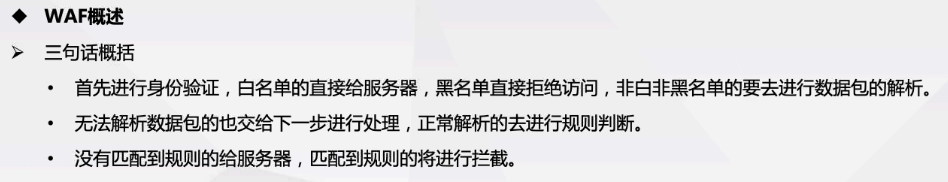 ◆ WAF概述
➢ 三句话概括
• 首先进行身份验证，白名单的直接给服务器，黑名单直接拒绝访问，非白非黑名单的要去进行数据包的解析。
• 无法解析数据包的也交给下一步进行处理，正常解析的去进行规则判断。
• 没有匹配到规则的给服务器，匹配到规则的将进行拦截。